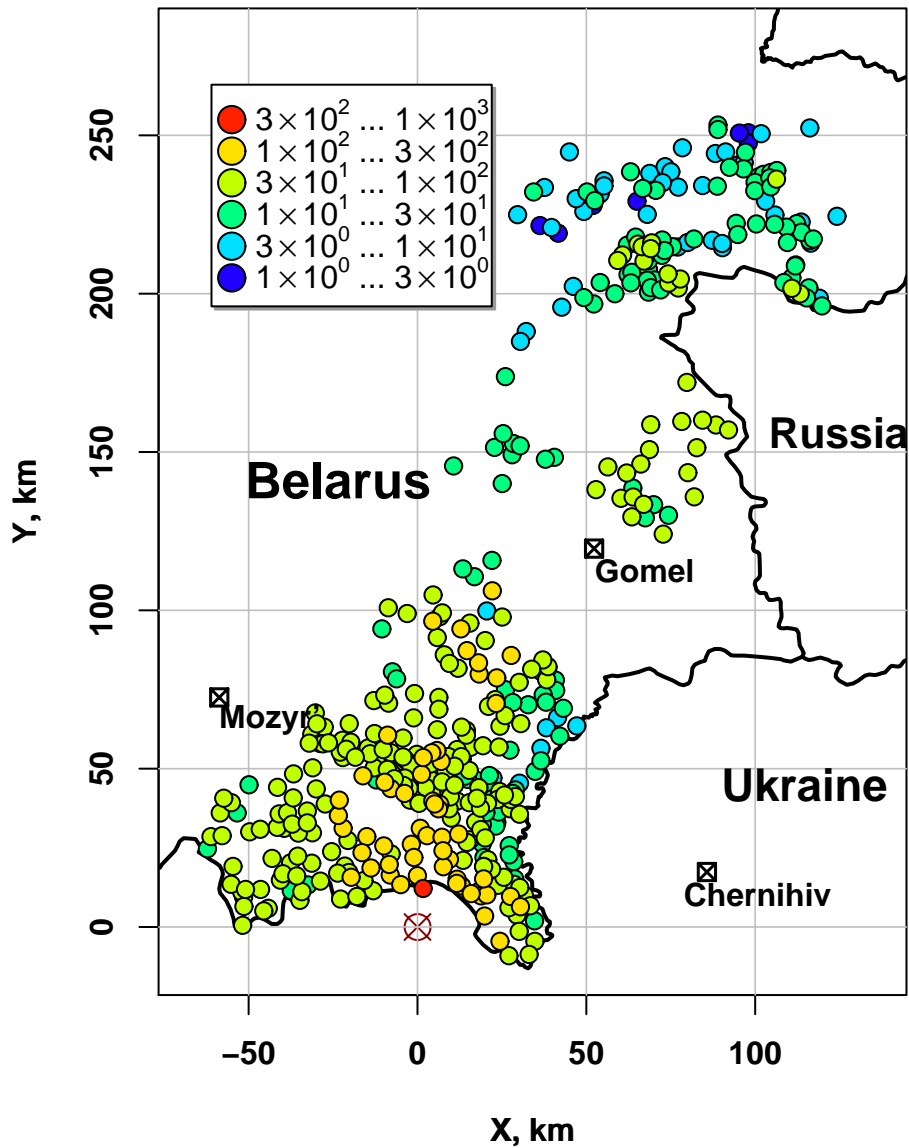 3×10² ... 1×10³
1×10² ... 3×10²
3×10¹ ... 1×10²
1×10¹ ... 3×10¹
3×10⁰ ... 1×10¹
1×10⁰ ... 3×10⁰
250
200
150
100
50
0
Y, km
Belarus
Russia
Gomel
Mozyr'
Ukraine
Chernihiv
−50
0
50
100
X, km